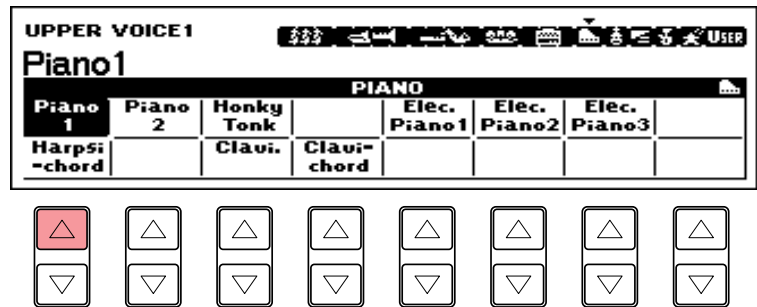 UPPER VOICE1
USER
Piano1
PIANO
Piano 1 Piano 2 Honky Tonk Elec. Piano1 Elec. Piano2 Elec. Piano3
Harpsi-chord Clavi. Clavi-chord